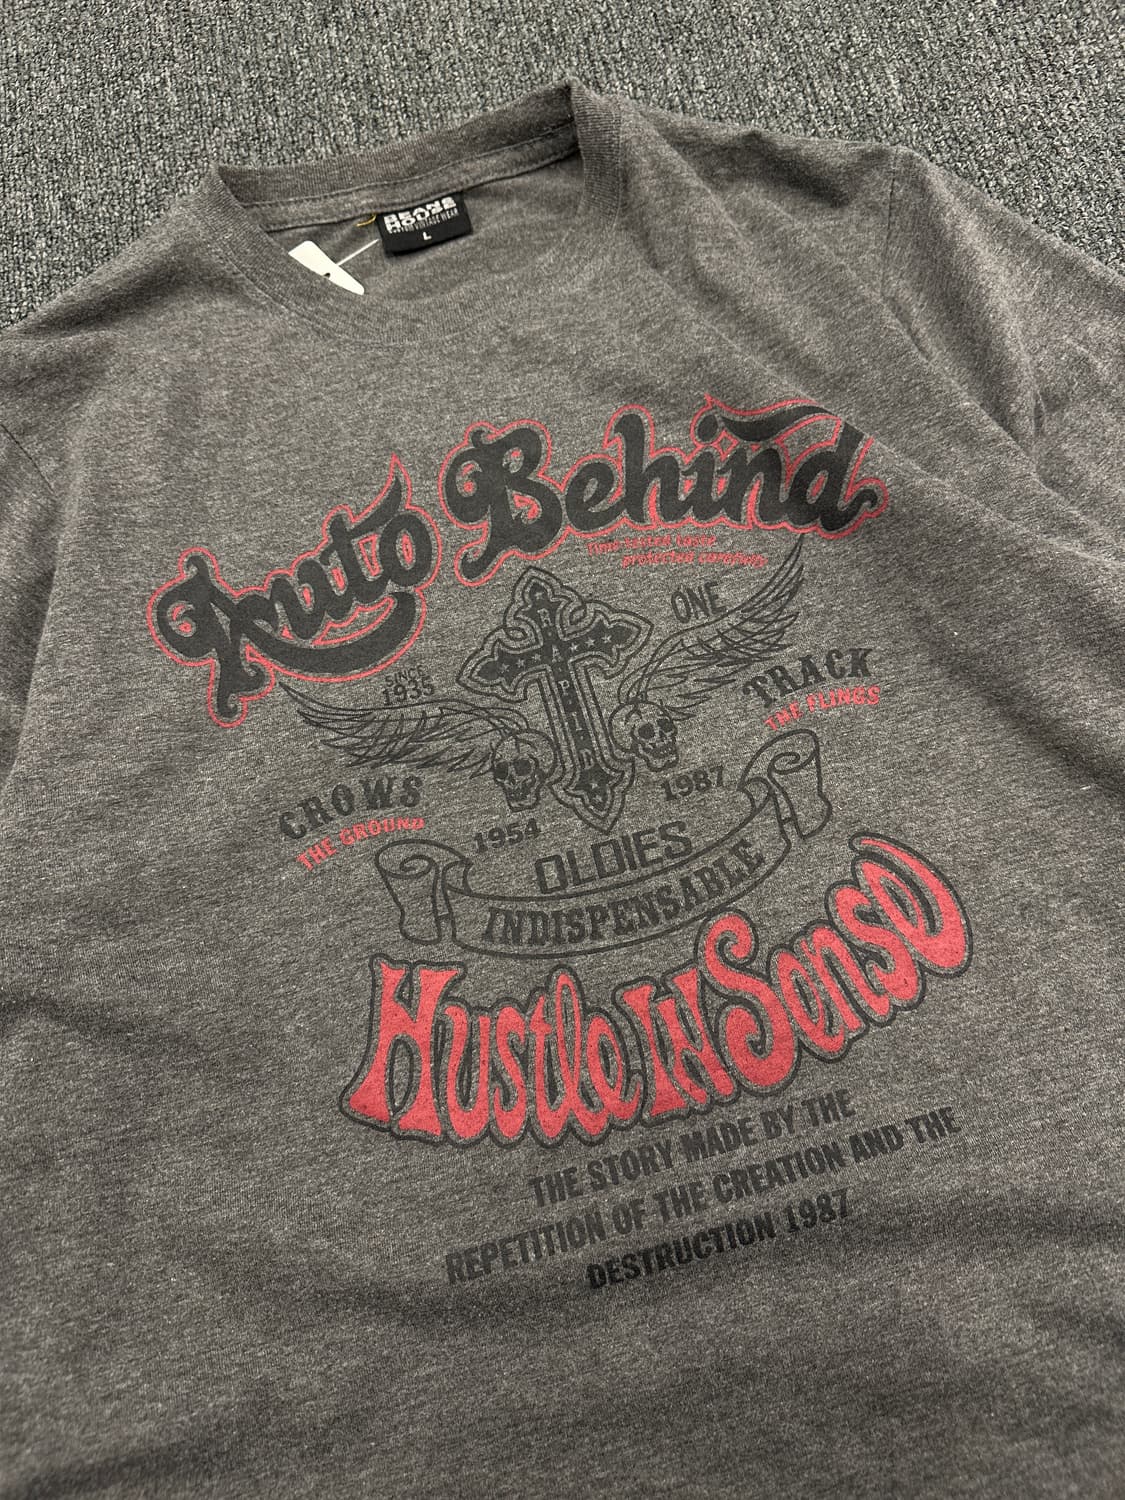 L
Auto Behind
ONE
SINCE
1935
TRACK
THE FLINGS
CROWS
THE GROUND
1954
1987
OLDIES
INDISPENSABLE
Hustle IN Sense
THE STORY MADE BY THE
REPETITION OF THE CREATION AND THE
DESTRUCTION 1987